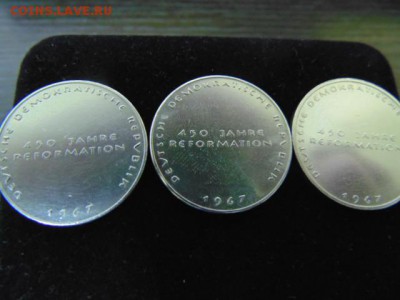 COINS.LAVE.RU
DEUTSCHE DEMOKRATISCHE REPUBLIK
450 JAHRE
REFORMATION
1967
DEUTSCHE DEMOKRATISCHE REPUBLIK
450 JAHRE
REFORMATION
1967
DEUTSCHE DEMOKRATISCHE
450 JAHRE
REFORMATION
1967